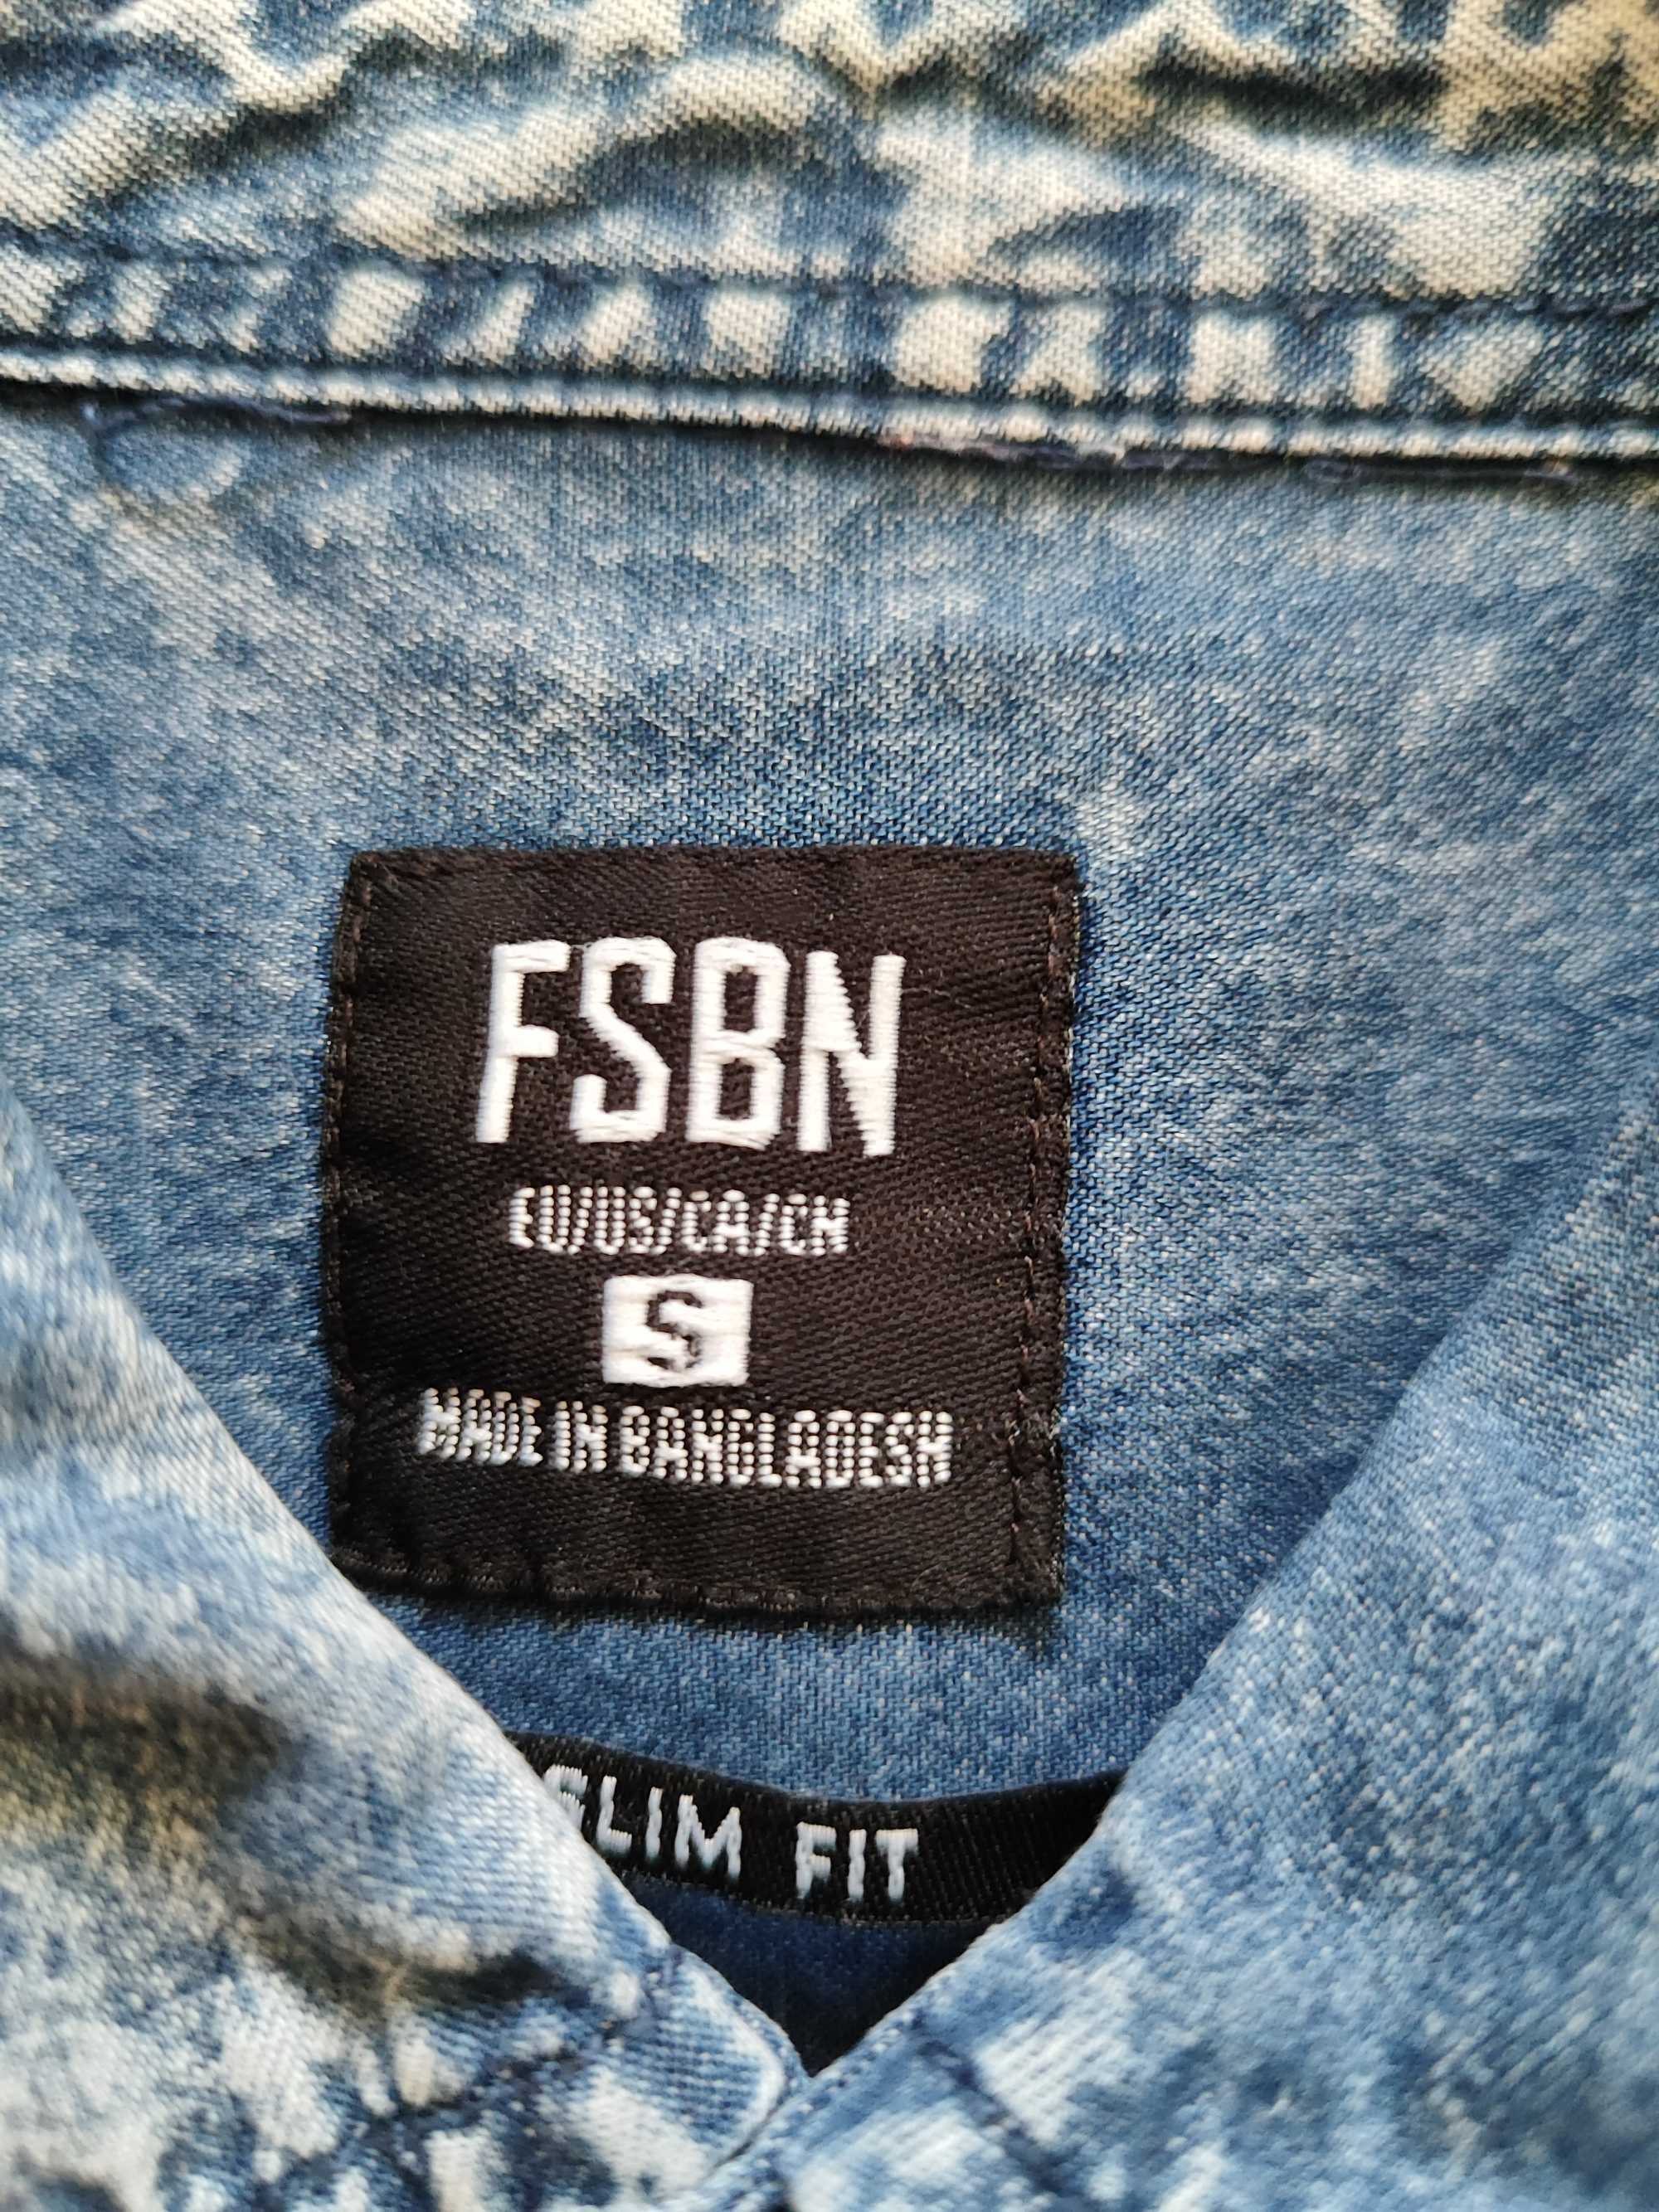 FSBN
EU/US/CA/CH
S
MADE IN BANGLADESH
SLIM FIT